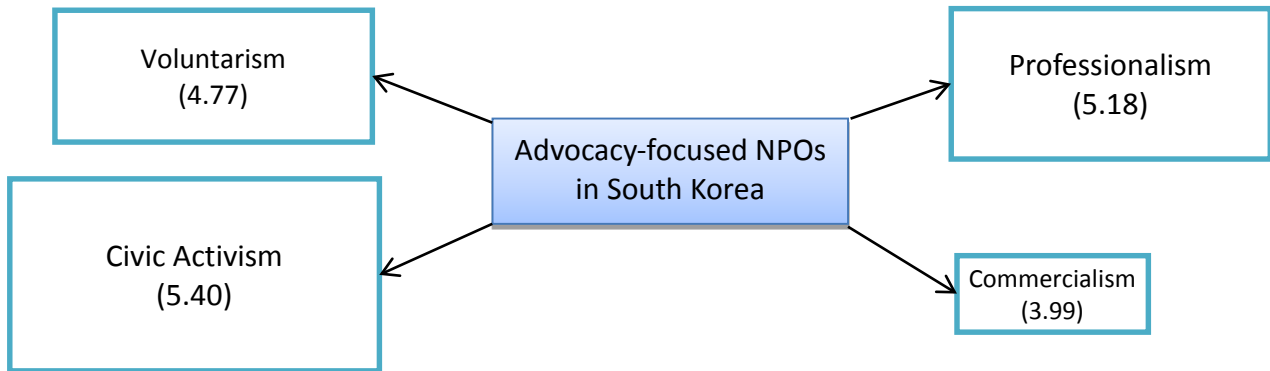 Voluntarism
(4.77)
Professionalism
(5.18)
Advocacy-focused NPOs
in South Korea
Civic Activism
(5.40)
Commercialism
(3.99)